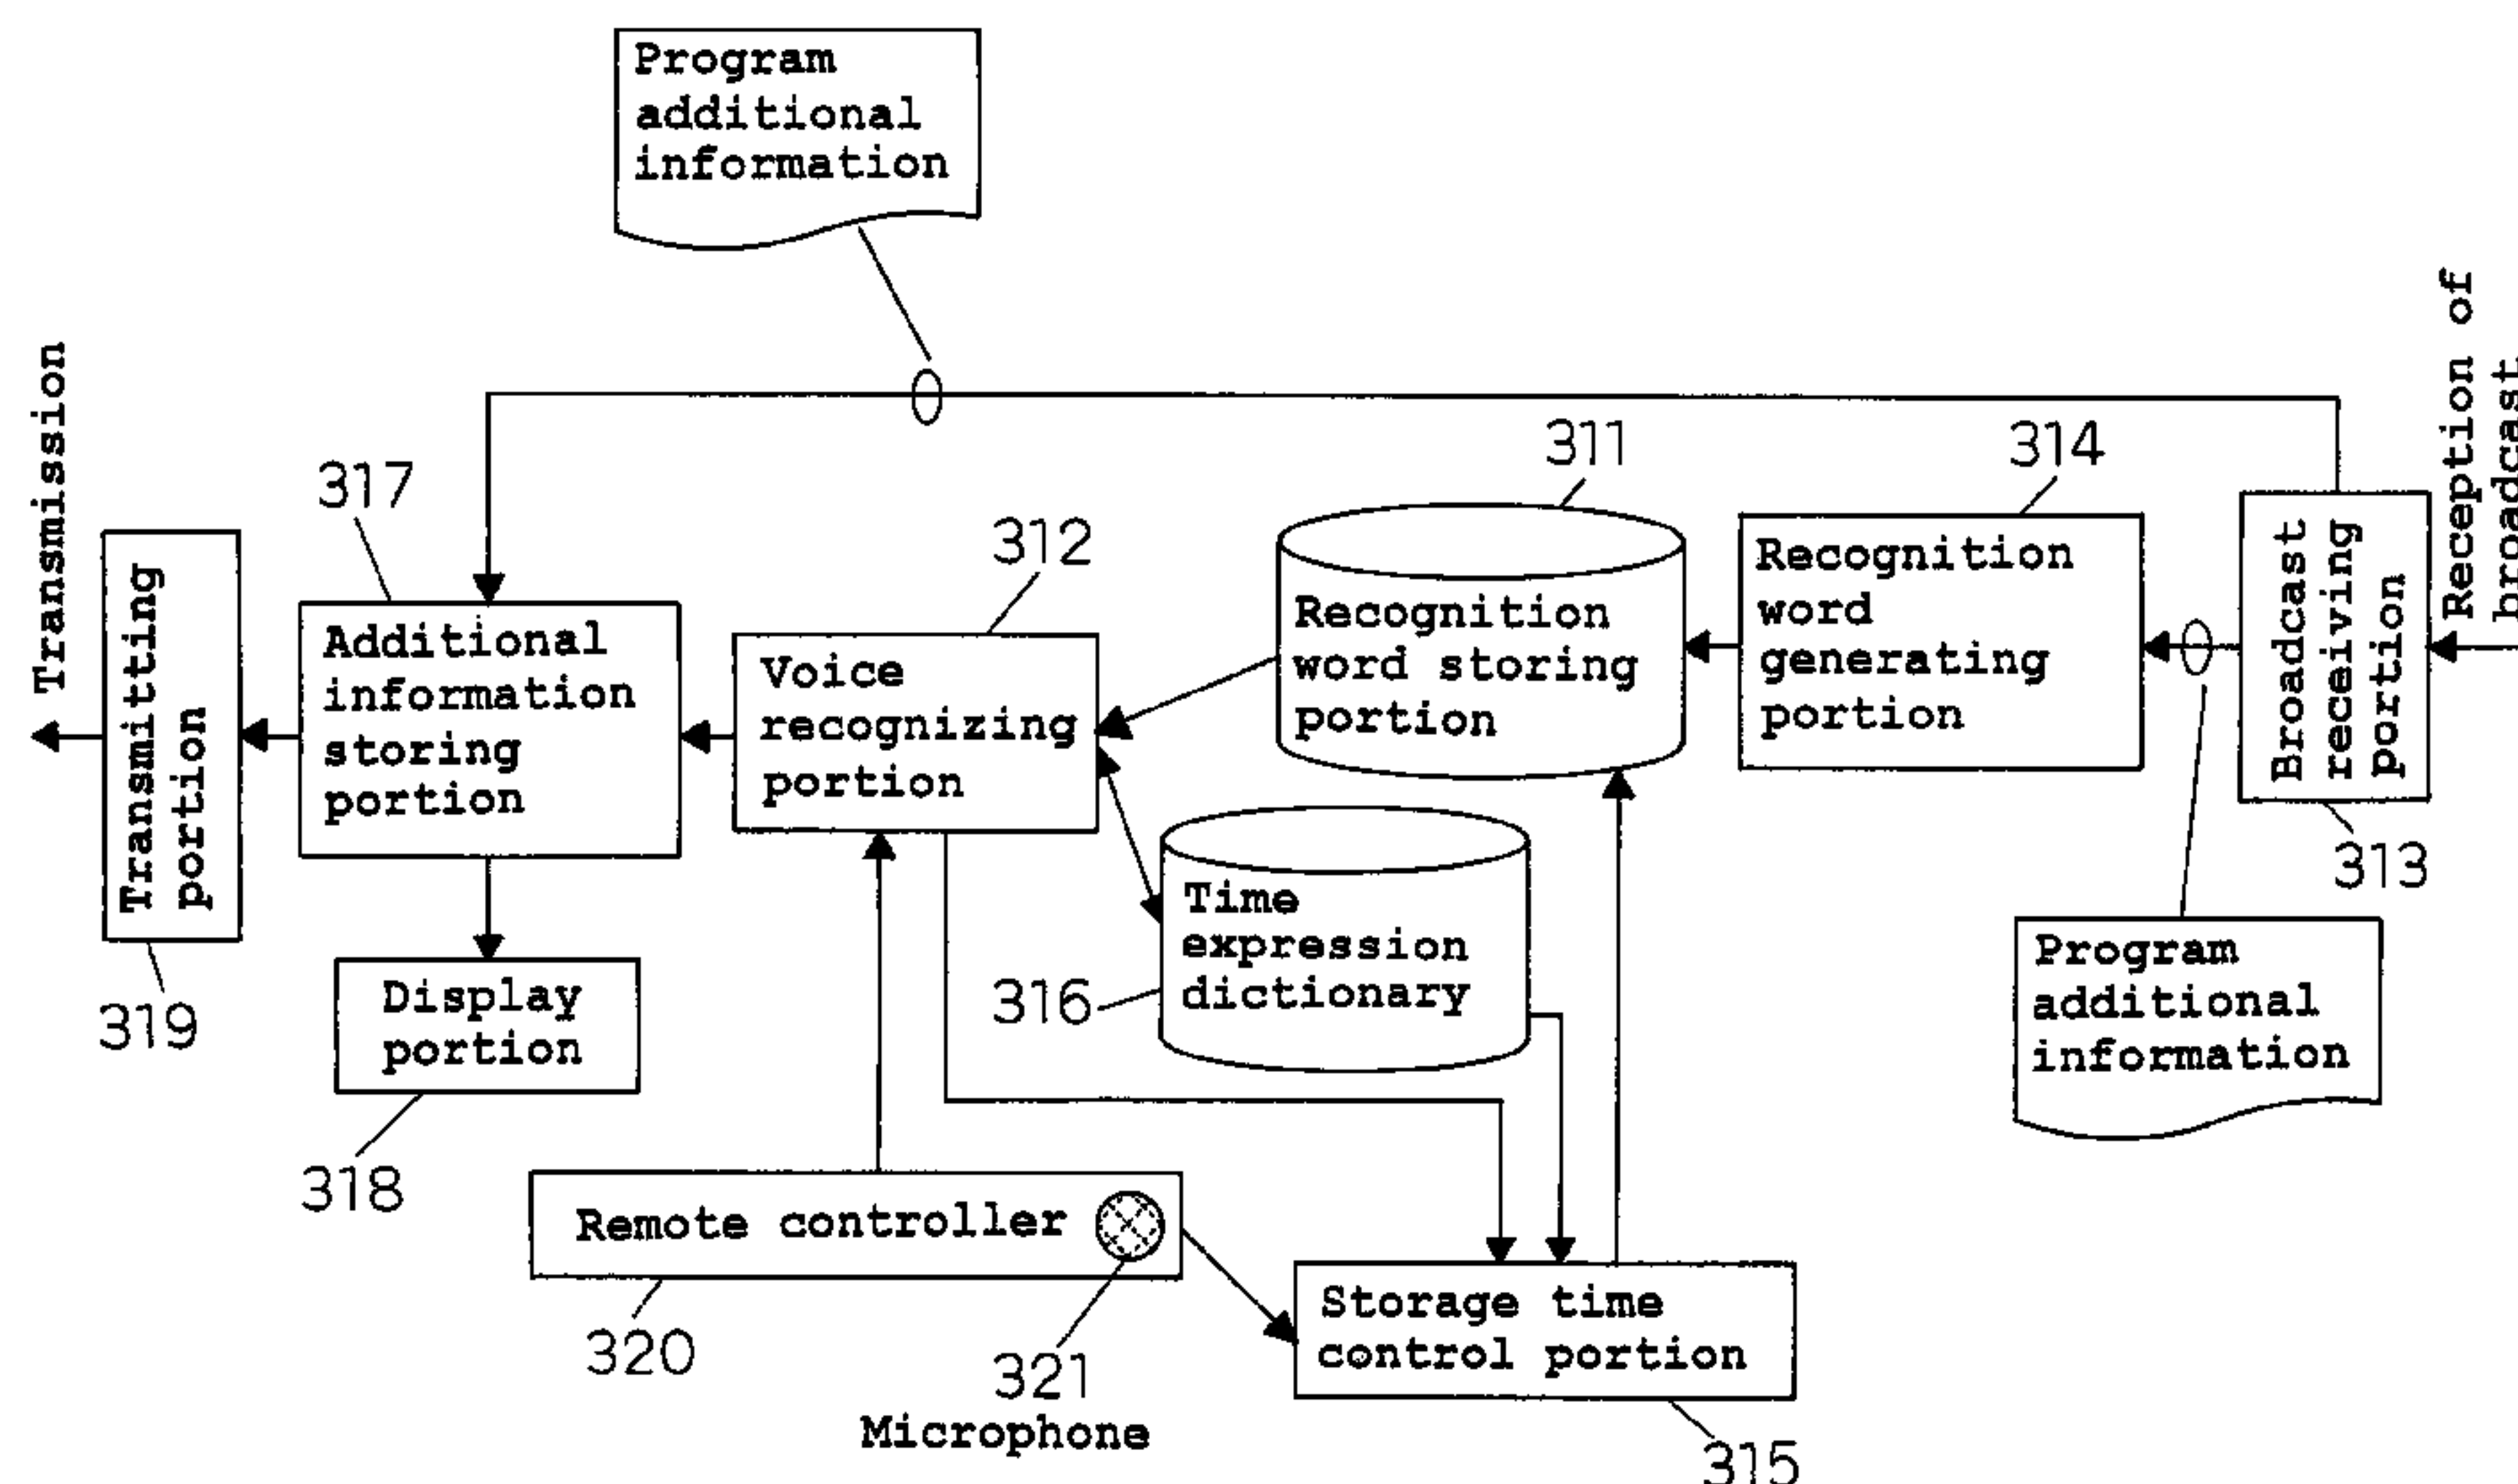 Program
additional
information
Transmission
Reception of
broadcast
317
312
311
314
Transmitting
portion
Additional
information
storing
portion
Voice
recognizing
portion
Recognition
word storing
portion
Recognition
word
generating
portion
Broadcast
receiving
portion
313
319
Display
portion
318
316
Time
expression
dictionary
Program
additional
information
Remote controller
320
321
Microphone
Storage time
control portion
315